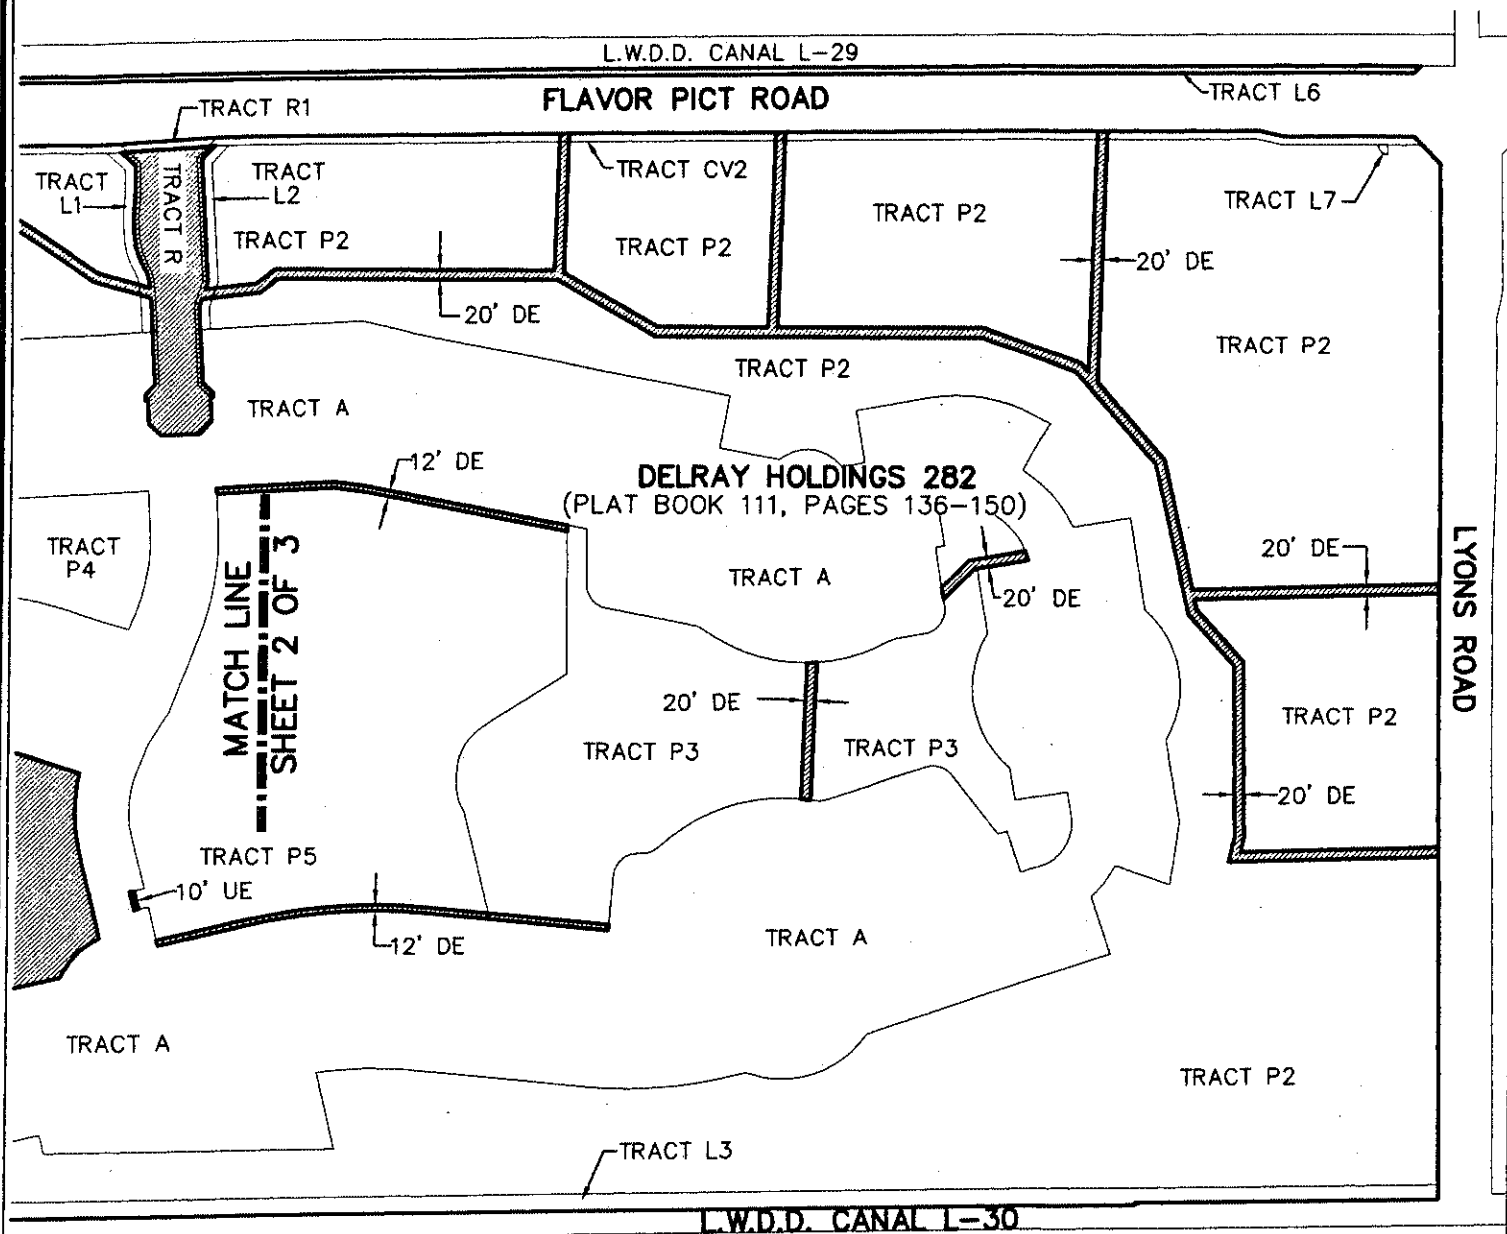 L.W.D.D. CANAL L-29
FLAVOR PICT ROAD
TRACT L6
TRACT R1
TRACT
L1
TRACT R
TRACT
L2
TRACT CV2
TRACT L7
TRACT P2
TRACT P2
TRACT P2
20' DE
20' DE
TRACT P2
TRACT P2
TRACT A
12' DE
DELRAY HOLDINGS 282
(PLAT BOOK 111, PAGES 136-150)
TRACT
P4
MATCH LINE
SHEET 2 OF 3
TRACT A
20' DE
20' DE
LYONS ROAD
20' DE
TRACT P3
TRACT P3
TRACT P2
20' DE
TRACT P5
10' UE
12' DE
TRACT A
TRACT A
TRACT P2
TRACT L3
L.W.D.D. CANAL L-30